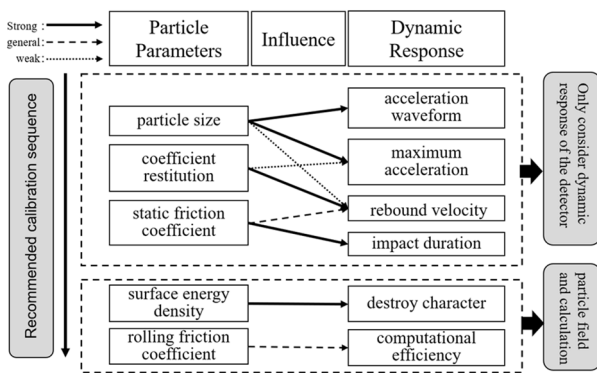 Strong:
general:
weak:
Particle
Parameters
Influence
Dynamic
Response
Recommended calibration sequence
particle size
coefficient
restitution
static friction
coefficient
acceleration
waveform
maximum
acceleration
rebound velocity
impact duration
Only consider dynamic
response of the detector
surface energy
density
rolling friction
coefficient
destroy character
computational
efficiency
particle field
and calculation